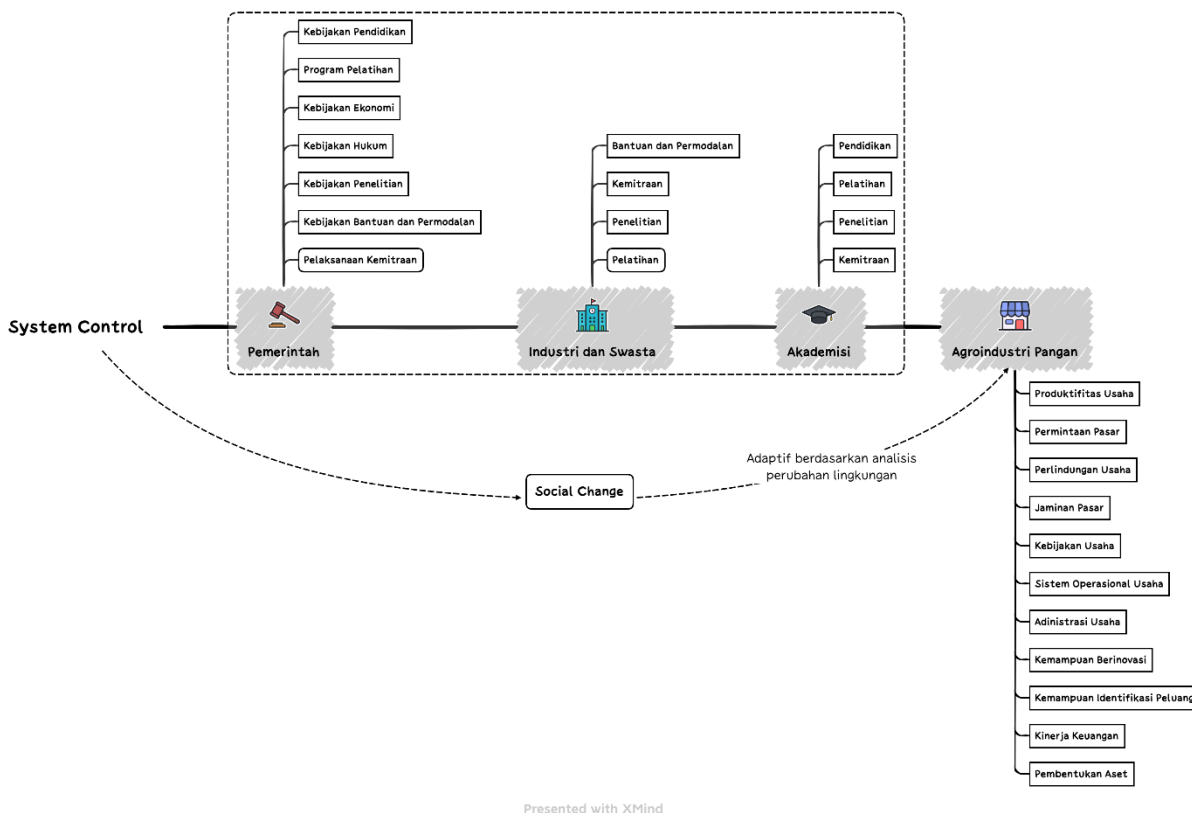 Kebijakan Pendidikan
Program Pelatihan
Kebijakan Ekonomi
Kebijakan Hukum
Kebijakan Penelitian
Kebijakan Bantuan dan Permodalan
Pelaksanaan Kemitraan
Bantuan dan Permodalan
Kemitraan
Penelitian
Pelatihan
Pendidikan
Pelatihan
Penelitian
Kemitraan
System Control
Pemerintah
Industri dan Swasta
Akademisi
Agroindustri Pangan
Produktifitas Usaha
Permintaan Pasar
Perlindungan Usaha
Jaminan Pasar
Kebijakan Usaha
Sistem Operasional Usaha
Adinistrasi Usaha
Kemampuan Berinovasi
Kemampuan Identifikasi Peluang
Kinerja Keuangan
Pembentukan Aset
Adaptif berdasarkan analisis
perubahan lingkungan
Social Change
Presented with XMind